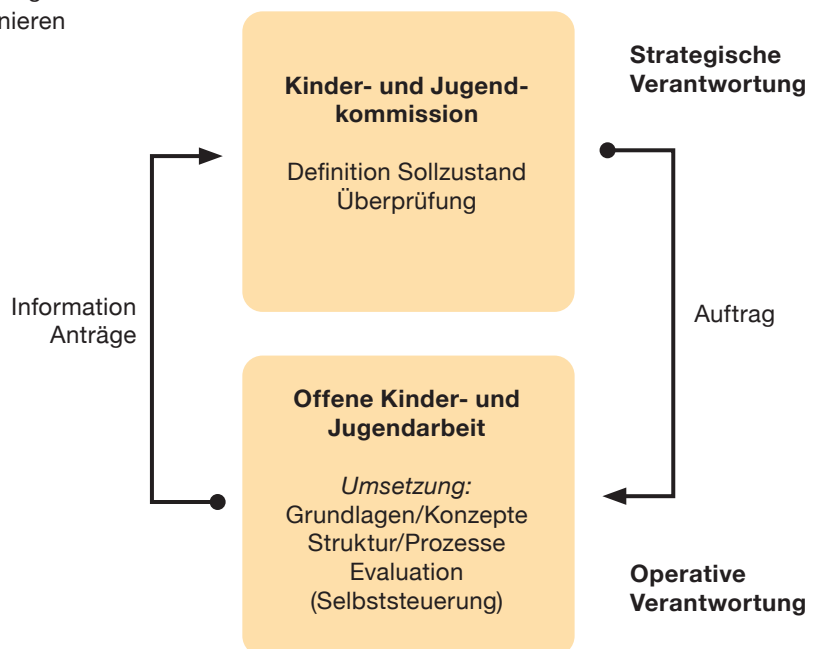 nieren
Strategische
Verantwortung
Kinder- und Jugend-
kommission
Definition Sollzustand
Überprüfung
Information
Anträge
Auftrag
Offene Kinder- und
Jugendarbeit
Umsetzung:
Grundlagen/Konzepte
Struktur/Prozesse
Evaluation
(Selbststeuerung)
Operative
Verantwortung